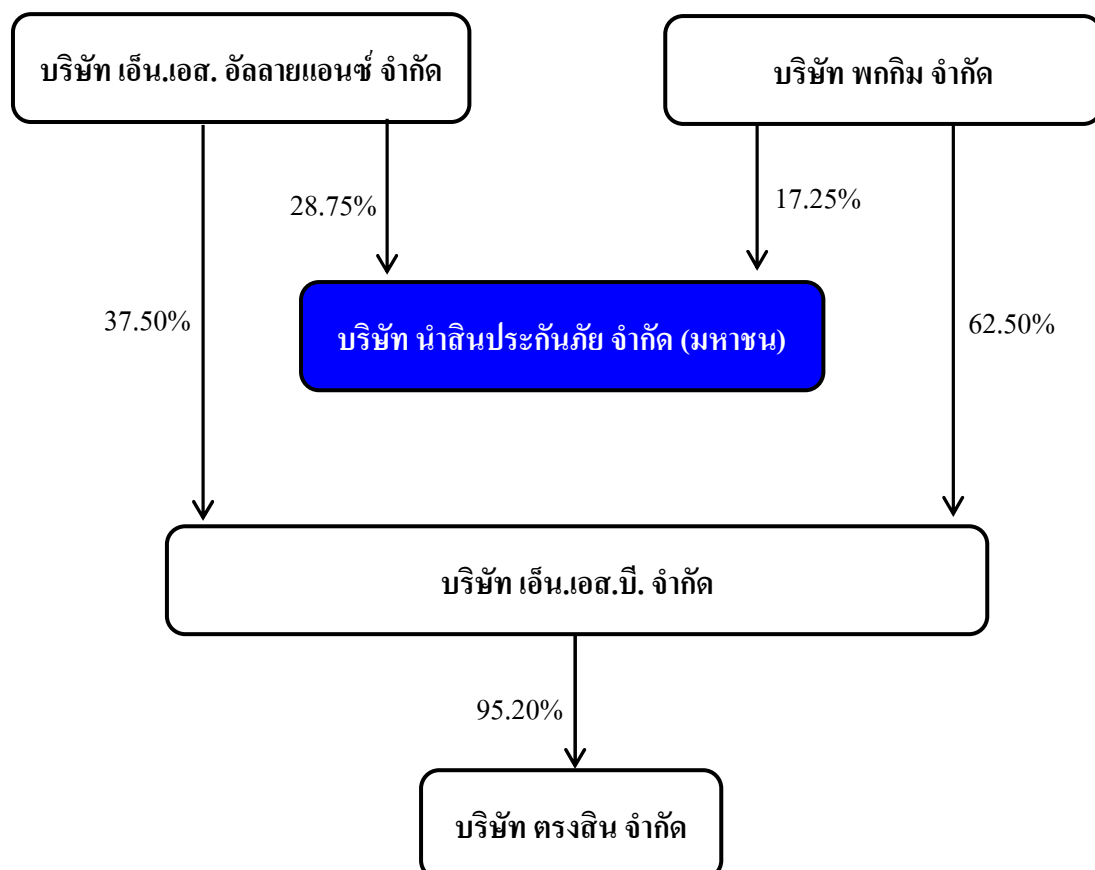 บริษัท เอ็น.เอส. อัลลายแอนซ์ จำกัด
บริษัท พกกิม จำกัด
28.75%
17.25%
37.50%
62.50%
บริษัท นำสินประกันภัย จำกัด (มหาชน)
บริษัท เอ็น.เอส.บี. จำกัด
95.20%
บริษัท ตรงสิน จำกัด